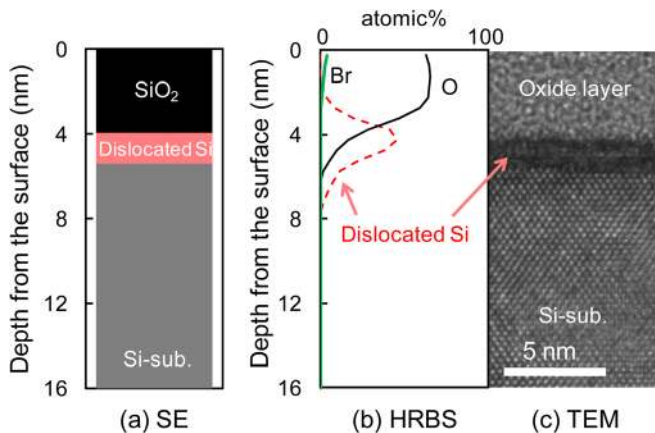 atomic%
0
0
100
0
Depth from the surface (nm)
4
8
12
16
SiO₂
Dislocated Si
Si-sub.
Depth from the surface (nm)
4
8
12
16
Br
O
Dislocated Si
Oxide layer
Si-sub.
5 nm
(a) SE
(b) HRBS
(c) TEM